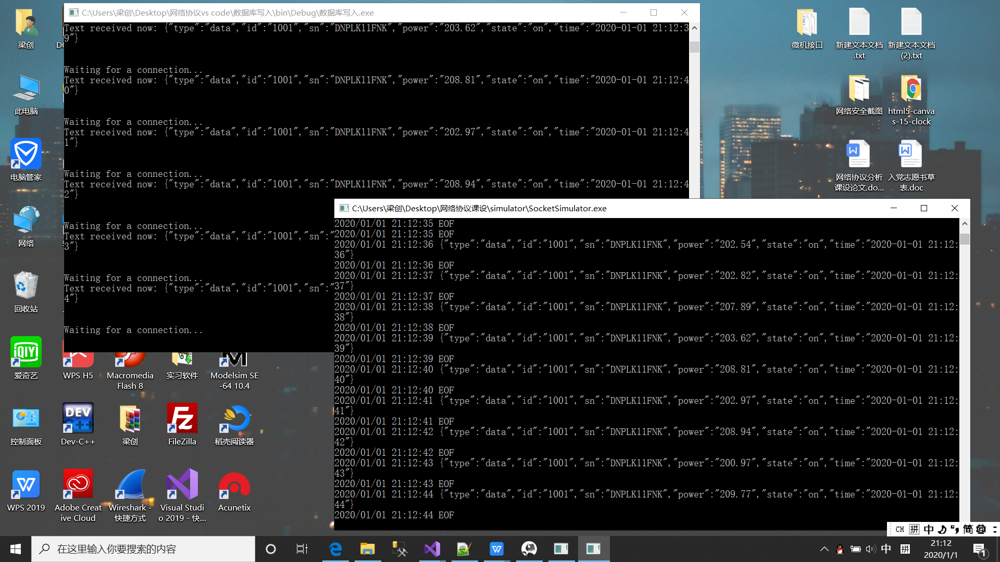 C:\Users\梁创\Desktop\网络协议vs code\数据库写入\bin\Debug\数据库写入.exe
Text received now: {"type":"data","id":"1001","sn":"DNPLK11FNK","power":"203.62","state":"on","time":"2020-01-01 21:12:3
9"}
Waiting for a connection...
Text received now: {"type":"data","id":"1001","sn":"DNPLK11FNK","power":"208.81","state":"on","time":"2020-01-01 21:12:4
0"}
Waiting for a connection...
Text received now: {"type":"data","id":"1001","sn":"DNPLK11FNK","power":"202.97","state":"on","time":"2020-01-01 21:12:4
1"}
Waiting for a connection...
Text received now: {"type":"data","id":"1001","sn":"DNPLK11FNK","power":"208.94","state":"on","time":"2020-01-01 21:12:4
2"}
Waiting for a connection...
Text received now: {"type":"data","id":"1001","sn":"
3"}
Waiting for a connection...
Text received now: {"type":"data","id":"1001","sn":"
4"}
Waiting for a connection...
C:\Users\梁创\Desktop\网络协议课设\simulator\SocketSimulator.exe
2020/01/01 21:12:35 EOF
2020/01/01 21:12:35 EOF
2020/01/01 21:12:36 {"type":"data","id":"1001","sn":"DNPLK11FNK","power":"202.54","state":"on","time":"2020-01-01 21:12:
36"}
2020/01/01 21:12:36 EOF
2020/01/01 21:12:37 {"type":"data","id":"1001","sn":"DNPLK11FNK","power":"202.82","state":"on","time":"2020-01-01 21:12:
37"}
2020/01/01 21:12:37 EOF
2020/01/01 21:12:38 {"type":"data","id":"1001","sn":"DNPLK11FNK","power":"207.89","state":"on","time":"2020-01-01 21:12:
38"}
2020/01/01 21:12:38 EOF
2020/01/01 21:12:39 {"type":"data","id":"1001","sn":"DNPLK11FNK","power":"203.62","state":"on","time":"2020-01-01 21:12:
39"}
2020/01/01 21:12:39 EOF
2020/01/01 21:12:40 {"type":"data","id":"1001","sn":"DNPLK11FNK","power":"208.81","state":"on","time":"2020-01-01 21:12:
40"}
2020/01/01 21:12:40 EOF
2020/01/01 21:12:41 {"type":"data","id":"1001","sn":"DNPLK11FNK","power":"202.97","state":"on","time":"2020-01-01 21:12:
41"}
2020/01/01 21:12:41 EOF
2020/01/01 21:12:42 {"type":"data","id":"1001","sn":"DNPLK11FNK","power":"208.94","state":"on","time":"2020-01-01 21:12:
42"}
2020/01/01 21:12:42 EOF
2020/01/01 21:12:43 {"type":"data","id":"1001","sn":"DNPLK11FNK","power":"200.97","state":"on","time":"2020-01-01 21:12:
43"}
2020/01/01 21:12:43 EOF
2020/01/01 21:12:44 {"type":"data","id":"1001","sn":"DNPLK11FNK","power":"209.77","state":"on","time":"2020-01-01 21:12:
44"}
2020/01/01 21:12:44 EOF
梁创
此电脑
电脑管家
网络
回收站
iQIYI
爱奇艺
WPS H5
Macromedia
Flash 8
实习软件
Modelsim SE
-64 10.4
控制面板
DEV
C++
Dev-C++
梁创
FZ
FileZilla
稻壳阅读器
W
WPS 2019
Adobe Creat
ive Cloud
Wireshark -
快捷方式
Visual Studi
o 2019 - 快...
Acunetix
微机接口
新建文本文档
.txt
新建文本文档
(2).txt
网络安全截图
html5-canva
s-15-clock
W
网络协议分析
课设论文.do...
W
入党志愿书草
表.doc
CH 拼 中 简
在这里输入你要搜索的内容
中
拼
21:12
2020/1/1
1